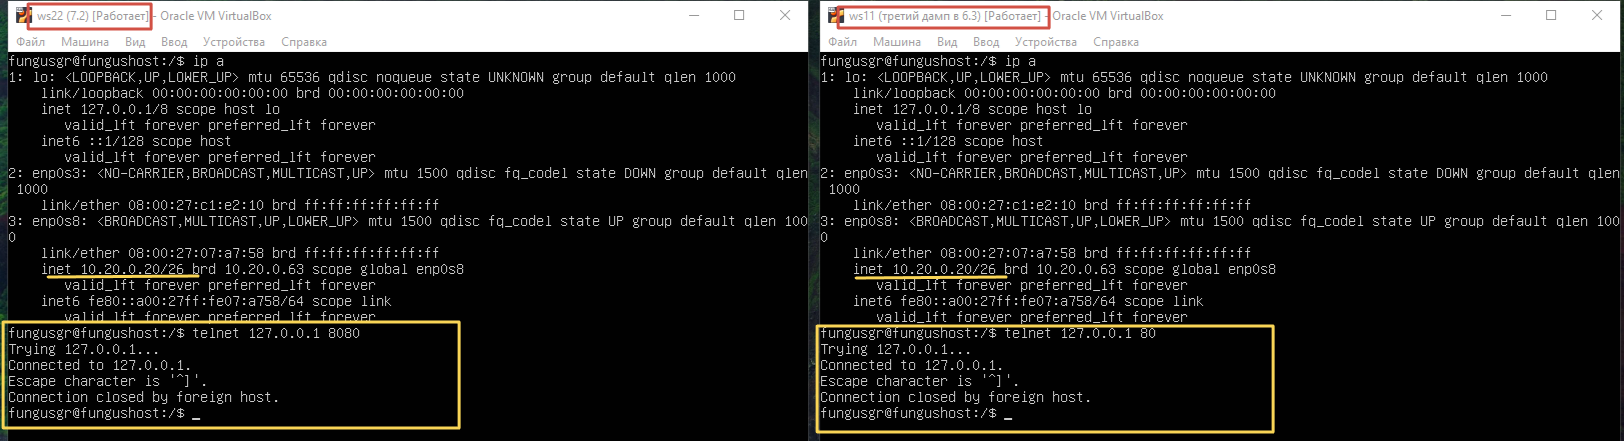 ws22 (7.2) [Работает] - Oracle VM VirtualBox
Файл Машина Вид Ввод Устройства Справка
fungusgr@fungushost:/$ ip a
1: lo: <LOOPBACK,UP,LOWER_UP> mtu 65536 qdisc noqueue state UNKNOWN group default qlen 1000
link/loopback 00:00:00:00:00:00 brd 00:00:00:00:00:00
inet 127.0.0.1/8 scope host lo
valid_lft forever preferred_lft forever
inet6 ::1/128 scope host
valid_lft forever preferred_lft forever
2: enp0s3: <NO-CARRIER,BROADCAST,MULTICAST,UP> mtu 1500 qdisc fq_codel state DOWN group default qlen
1000
link/ether 08:00:27:c1:e2:10 brd ff:ff:ff:ff:ff:ff
3: enp0s8: <BROADCAST,MULTICAST,UP,LOWER_UP> mtu 1500 qdisc fq_codel state UP group default qlen 100
0
link/ether 08:00:27:07:a7:58 brd ff:ff:ff:ff:ff:ff
inet 10.20.0.20/26 brd 10.20.0.63 scope global enp0s8
valid_lft forever preferred_lft forever
inet6 fe80::a00:27ff:fe07:a758/64 scope link
valid_lft forever preferred_lft forever
fungusgr@fungushost:/$ telnet 127.0.0.1 8080
Trying 127.0.0.1...
Connected to 127.0.0.1.
Escape character is '^]'.
Connection closed by foreign host.
fungusgr@fungushost:/$ _
ws11 (третий дамп в 6.3) [Работает] - Oracle VM VirtualBox
Файл Машина Вид Ввод Устройства Справка
fungusgr@fungushost:/$ ip a
1: lo: <LOOPBACK,UP,LOWER_UP> mtu 65536 qdisc noqueue state UNKNOWN group default qlen 1000
link/loopback 00:00:00:00:00:00 brd 00:00:00:00:00:00
inet 127.0.0.1/8 scope host lo
valid_lft forever preferred_lft forever
inet6 ::1/128 scope host
valid_lft forever preferred_lft forever
2: enp0s3: <NO-CARRIER,BROADCAST,MULTICAST,UP> mtu 1500 qdisc fq_codel state DOWN group default qlen
1000
link/ether 08:00:27:c1:e2:10 brd ff:ff:ff:ff:ff:ff
3: enp0s8: <BROADCAST,MULTICAST,UP,LOWER_UP> mtu 1500 qdisc fq_codel state UP group default qlen 100
0
link/ether 08:00:27:07:a7:58 brd ff:ff:ff:ff:ff:ff
inet 10.20.0.20/26 brd 10.20.0.63 scope global enp0s8
valid_lft forever preferred_lft forever
inet6 fe80::a00:27ff:fe07:a758/64 scope link
valid_lft forever preferred_lft forever
fungusgr@fungushost:/$ telnet 127.0.0.1 80
Trying 127.0.0.1...
Connected to 127.0.0.1.
Escape character is '^]'.
Connection closed by foreign host.
fungusgr@fungushost:/$ _